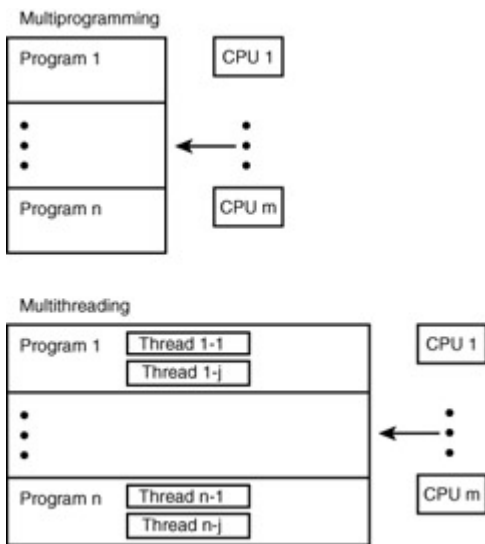 Multiprogramming
Program 1
CPU 1
Program n
CPU m
Multithreading
Program 1
Thread 1-1
CPU 1
Thread 1-j
Program n
Thread n-1
CPU m
Thread n-j